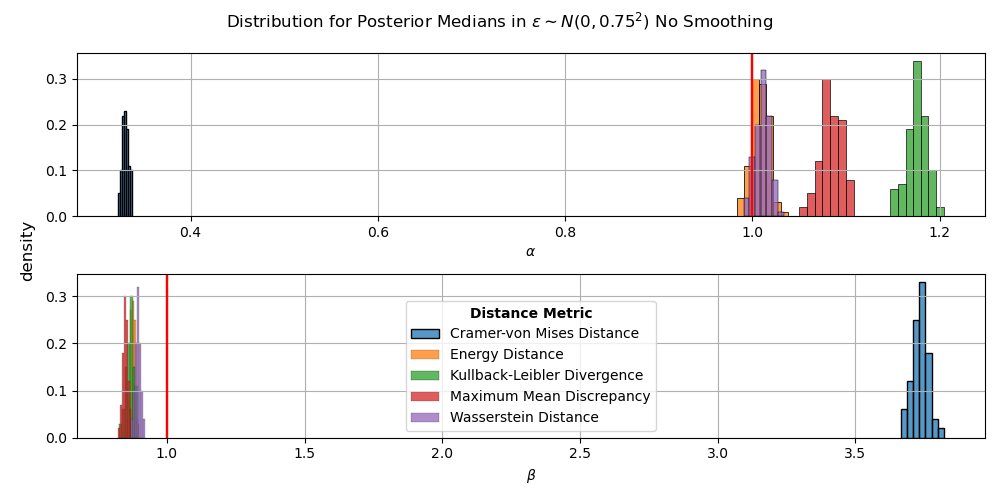 Distribution for Posterior Medians in ε ~ N(0, 0.75²) No Smoothing
0.3
0.2
0.1
0.0
0.4
0.6
0.8
1.0
1.2
α
density
0.3
0.2
0.1
0.0
Distance Metric
Cramer-von Mises Distance
Energy Distance
Kullback-Leibler Divergence
Maximum Mean Discrepancy
Wasserstein Distance
1.0
1.5
2.0
2.5
3.0
3.5
β